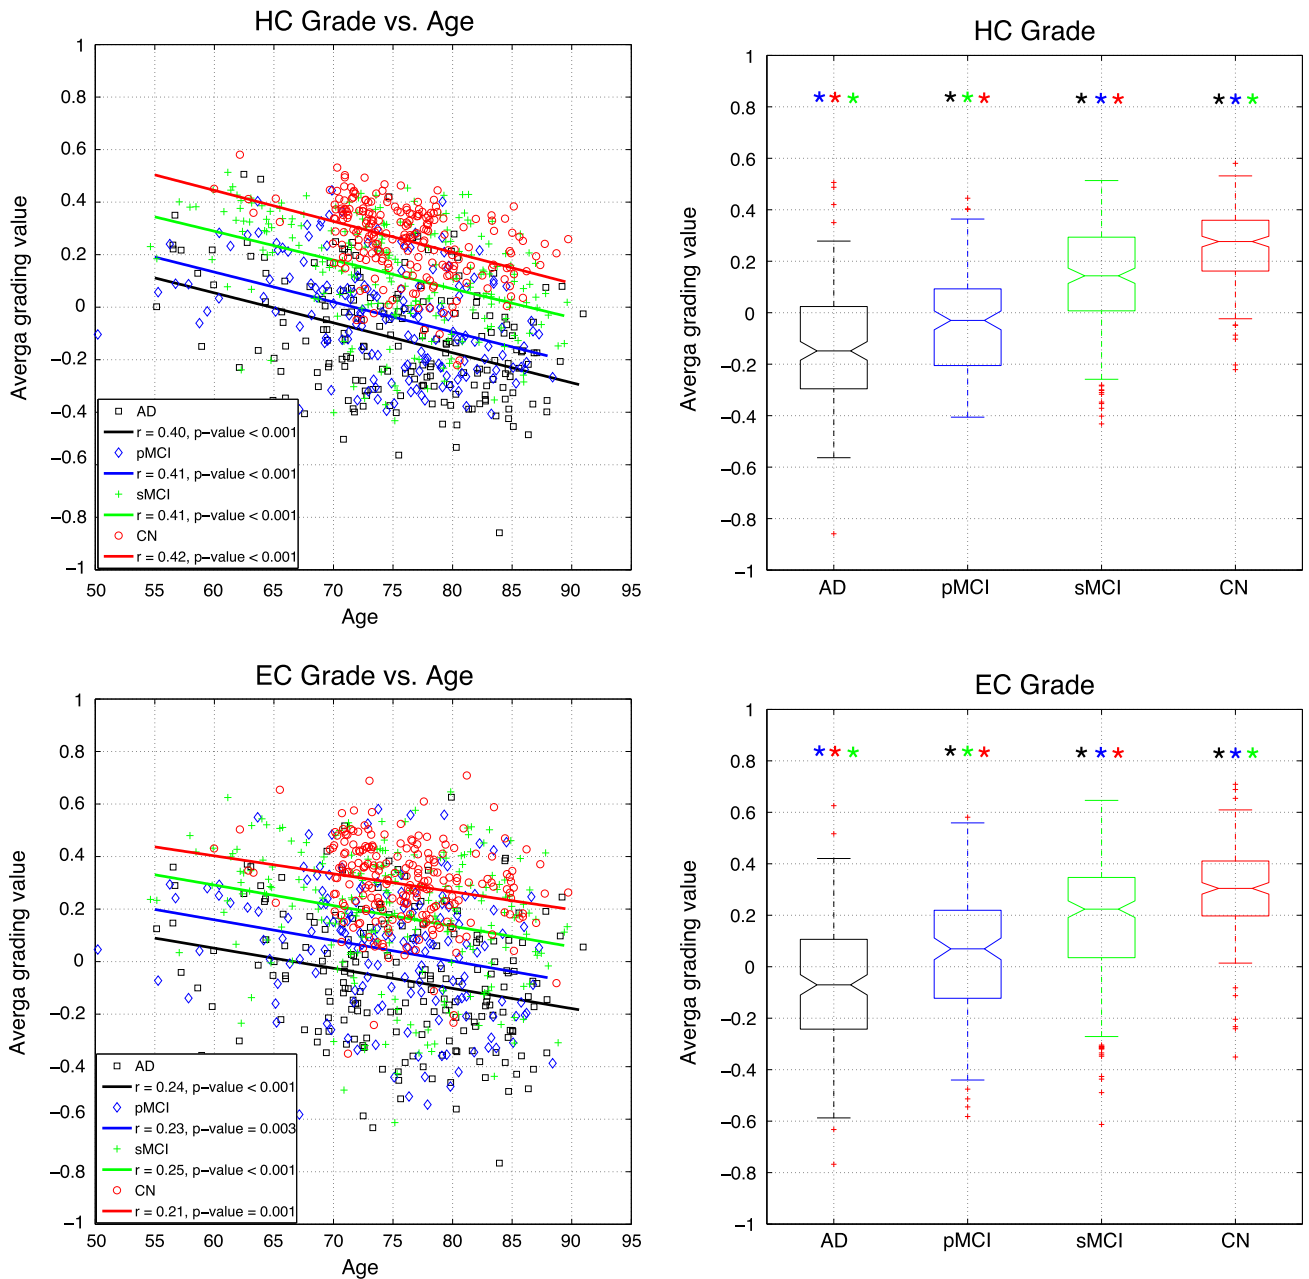 HC Grade vs. Age
1
0.8
0.6
0.4
0.2
0
−0.2
−0.4
−0.6
−0.8
−1
Averga grading value
AD
r = 0.40, p−value < 0.001
pMCI
r = 0.41, p−value < 0.001
sMCI
r = 0.41, p−value < 0.001
CN
r = 0.42, p−value < 0.001
50 55 60 65 70 75 80 85 90 95
Age
HC Grade
1
0.8
0.6
0.4
0.2
0
−0.2
−0.4
−0.6
−0.8
−1
Averga grading value
* * *
* * *
* * *
* * *
AD pMCI sMCI CN
EC Grade vs. Age
1
0.8
0.6
0.4
0.2
0
−0.2
−0.4
−0.6
−0.8
−1
Averga grading value
AD
r = 0.24, p−value < 0.001
pMCI
r = 0.23, p−value = 0.003
sMCI
r = 0.25, p−value < 0.001
CN
r = 0.21, p−value = 0.001
50 55 60 65 70 75 80 85 90 95
Age
EC Grade
1
0.8
0.6
0.4
0.2
0
−0.2
−0.4
−0.6
−0.8
−1
Averga grading value
* * *
* * *
* * *
* * *
AD pMCI sMCI CN